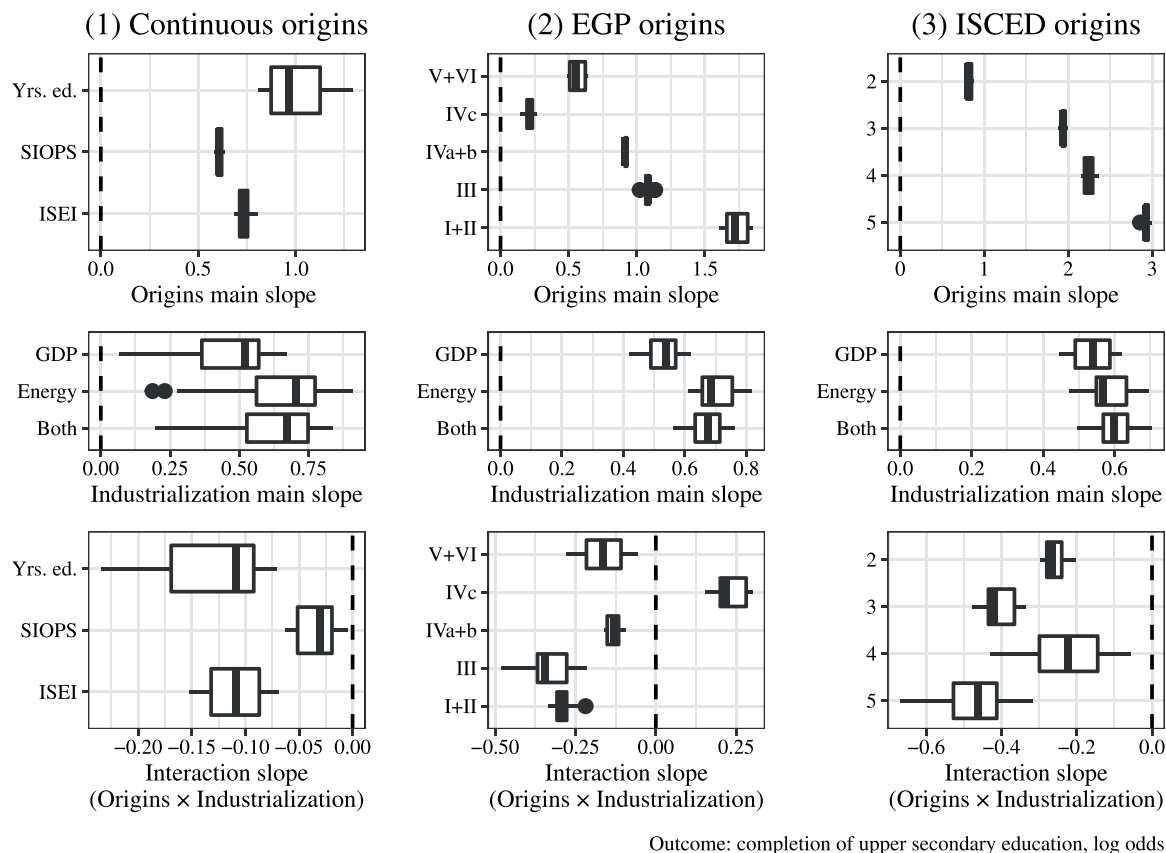 (1) Continuous origins
(2) EGP origins
(3) ISCED origins
Yrs. ed.
SIOPS
ISEI
0.0 0.5 1.0
Origins main slope
V+VI
IVc
IVa+b
III
I+II
0.0 0.5 1.0 1.5
Origins main slope
2
3
4
5
0 1 2 3
Origins main slope
GDP
Energy
Both
0.00 0.25 0.50 0.75
Industrialization main slope
GDP
Energy
Both
0.0 0.2 0.4 0.6 0.8
Industrialization main slope
GDP
Energy
Both
0.0 0.2 0.4 0.6
Industrialization main slope
Yrs. ed.
SIOPS
ISEI
−0.20 −0.15 −0.10 −0.05 0.00
Interaction slope
(Origins × Industrialization)
V+VI
IVc
IVa+b
III
I+II
−0.50 −0.25 0.00 0.25
Interaction slope
(Origins × Industrialization)
2
3
4
5
−0.6 −0.4 −0.2 0.0
Interaction slope
(Origins × Industrialization)
Outcome: completion of upper secondary education, log odds